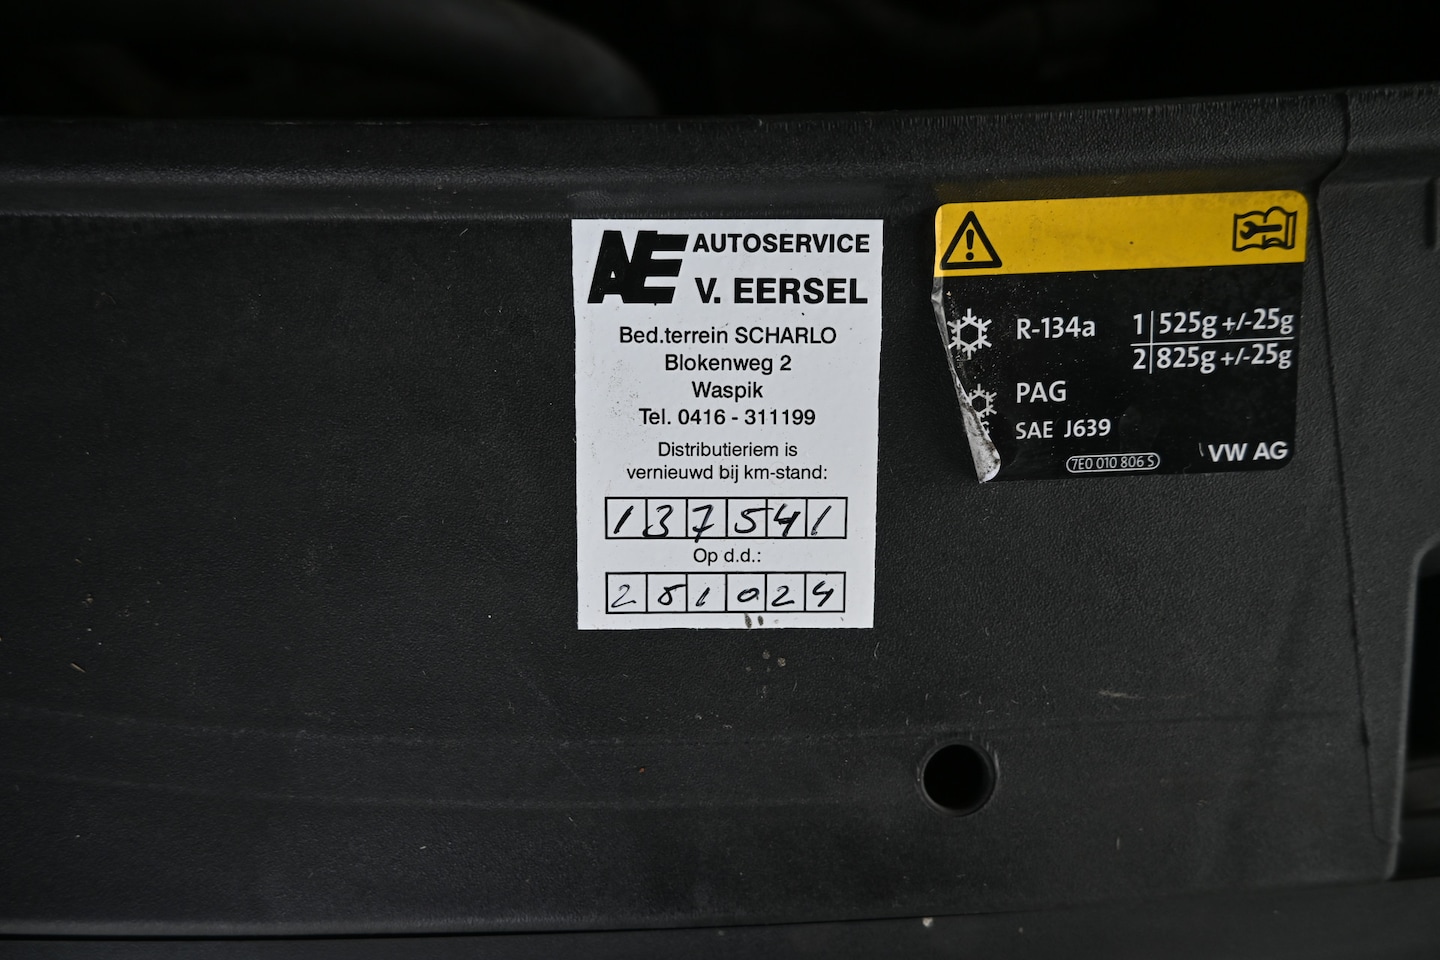 AE AUTOSERVICE
V. EERSEL
Bed.terrein SCHARLO
Blokenweg 2
Waspik
Tel. 0416 - 311199
Distributieriem is
vernieuwd bij km-stand:
137541
Op d.d.:
251024
R-134a 1 525g +/-25g
2 825g +/-25g
PAG
SAE J639
7E0 010 806 S VW AG